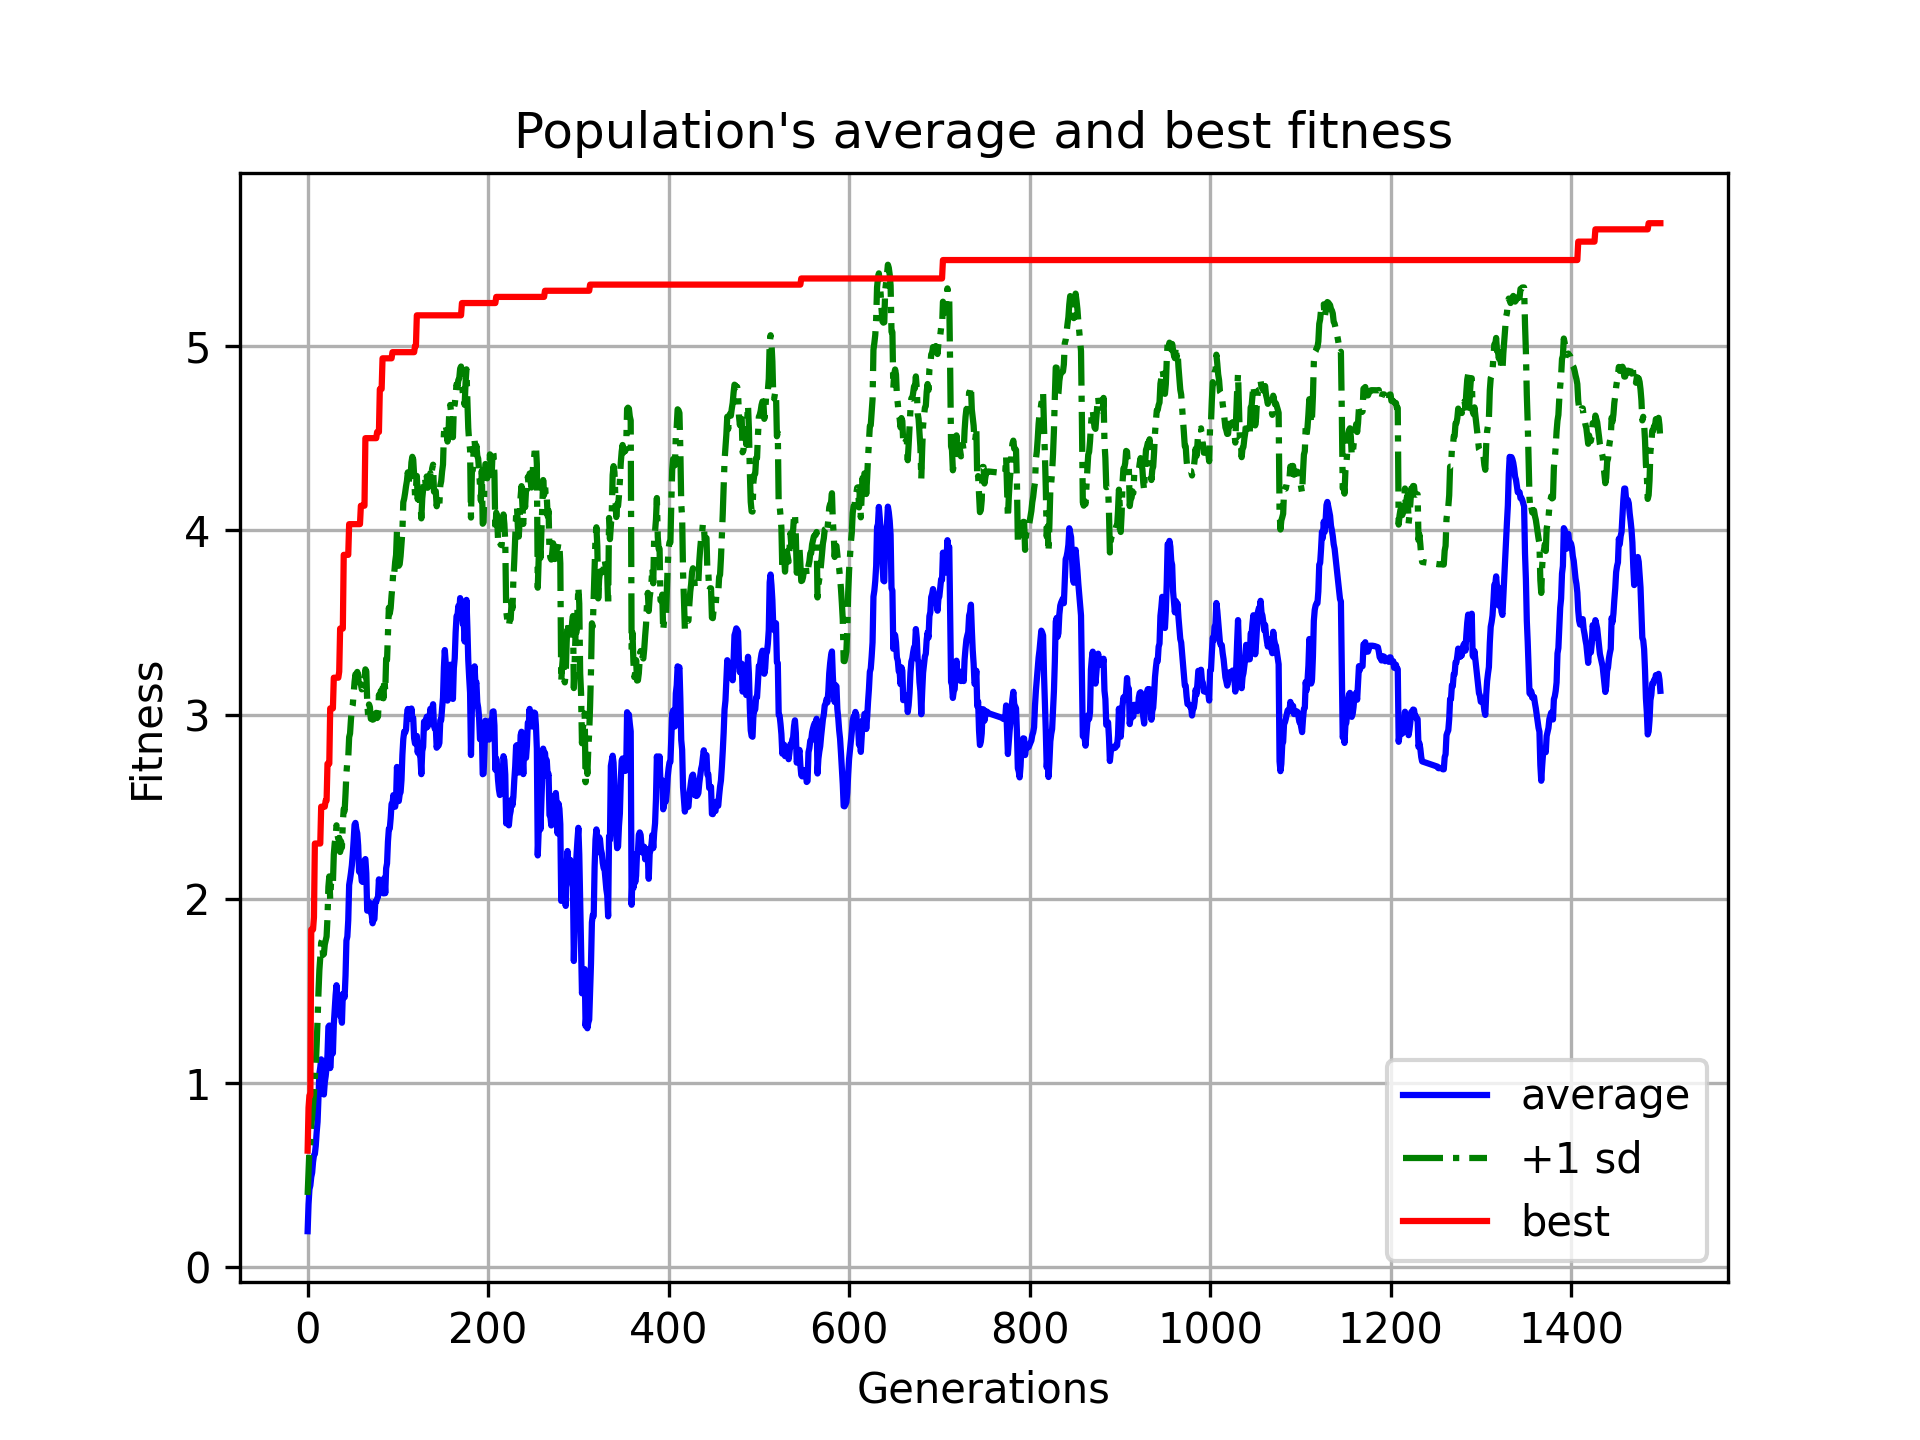 Population's average and best fitness
Fitness
5
4
3
2
1
0
0 200 400 600 800 1000 1200 1400
Generations
average
+1 sd
best